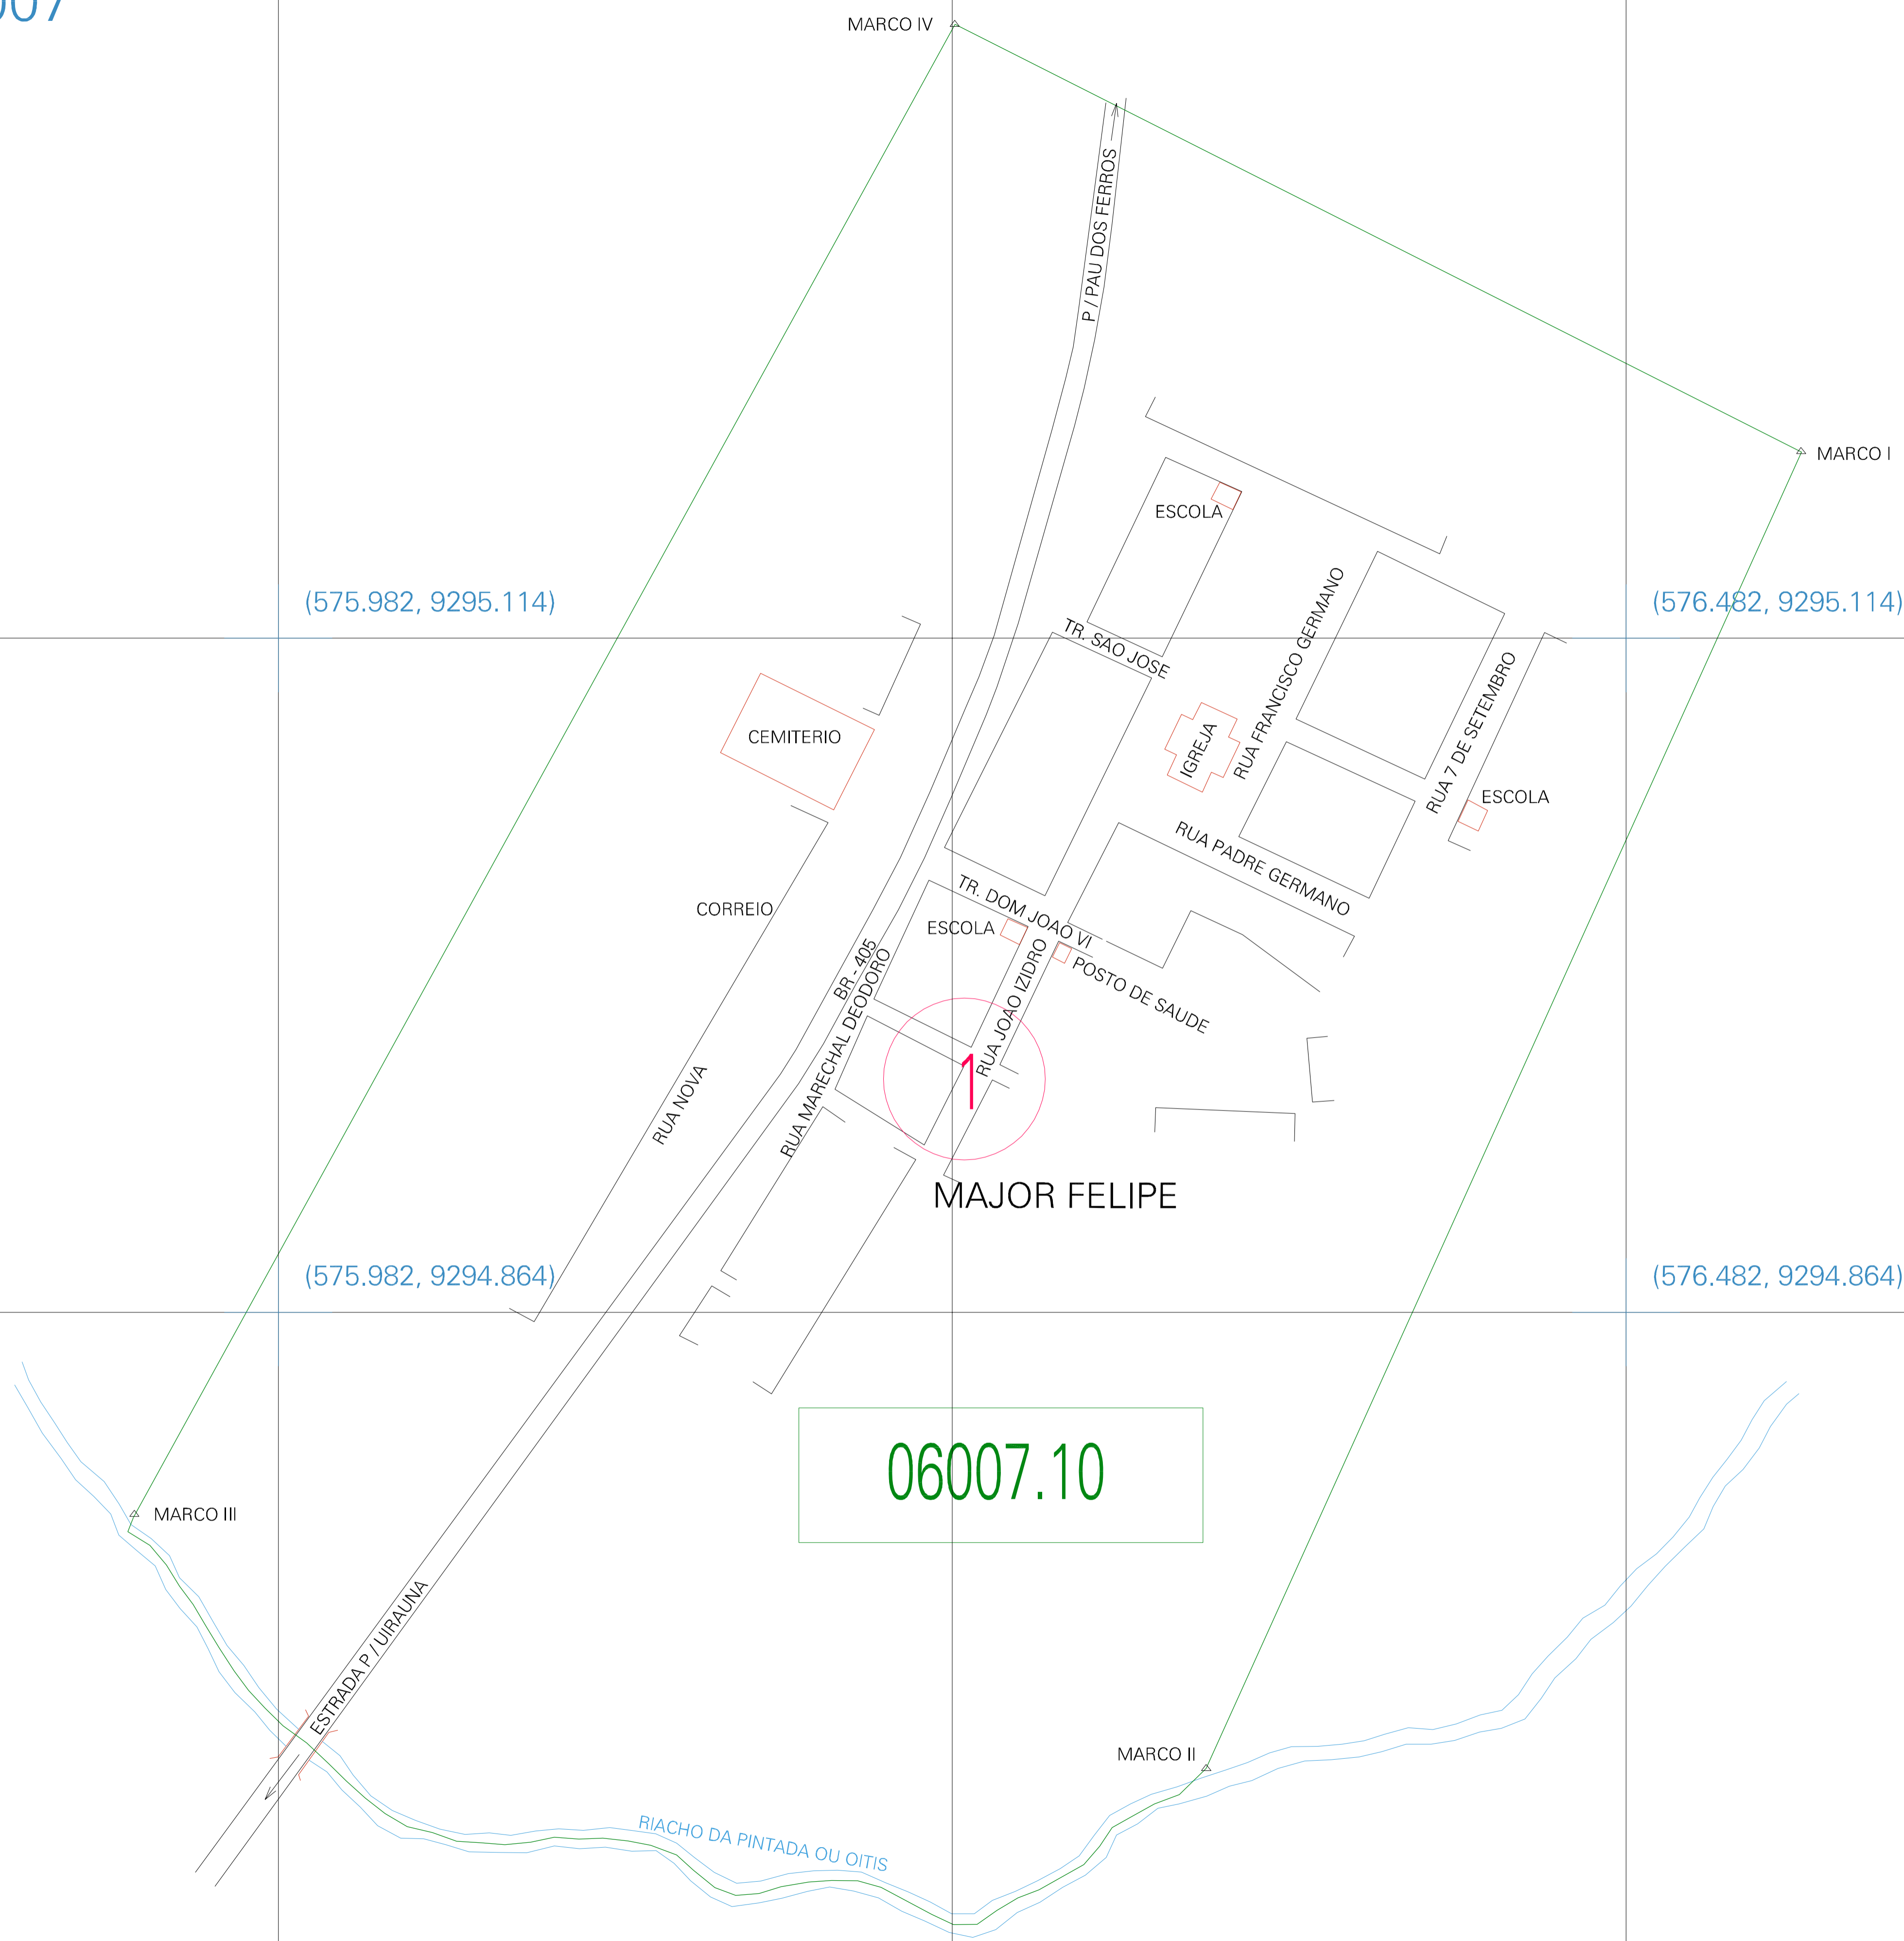 007
MARCO IV
P / PAU DOS FERROS
MARCO I
ESCOLA
(575.982, 9295.114)
(576.482, 9295.114)
TR. SAO JOSE
RUA FRANCISCO GERMANO
RUA 7 DE SETEMBRO
CEMITERIO
IGREJA
ESCOLA
RUA PADRE GERMANO
CORREIO
TR. DOM JOAO VI
ESCOLA
BR - 405
RUA MARECHAL DEODORO
RUA JOAO IZIDRO
POSTO DE SAUDE
RUA NOVA
1
MAJOR FELIPE
(575.982, 9294.864)
(576.482, 9294.864)
06007.10
MARCO III
ESTRADA P / UIRAUNA
MARCO II
RIACHO DA PINTADA OU OITIS